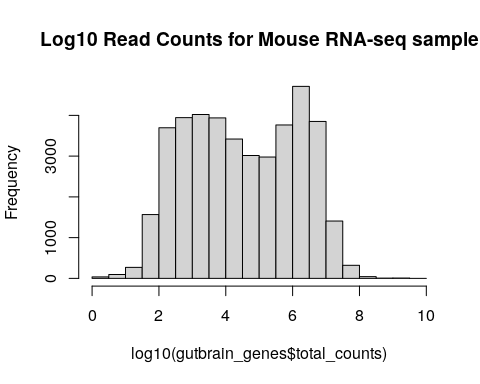 Log10 Read Counts for Mouse RNA-seq sample
Frequency
3000
1000
0
0 2 4 6 8 10
log10(gutbrain_genes$total_counts)